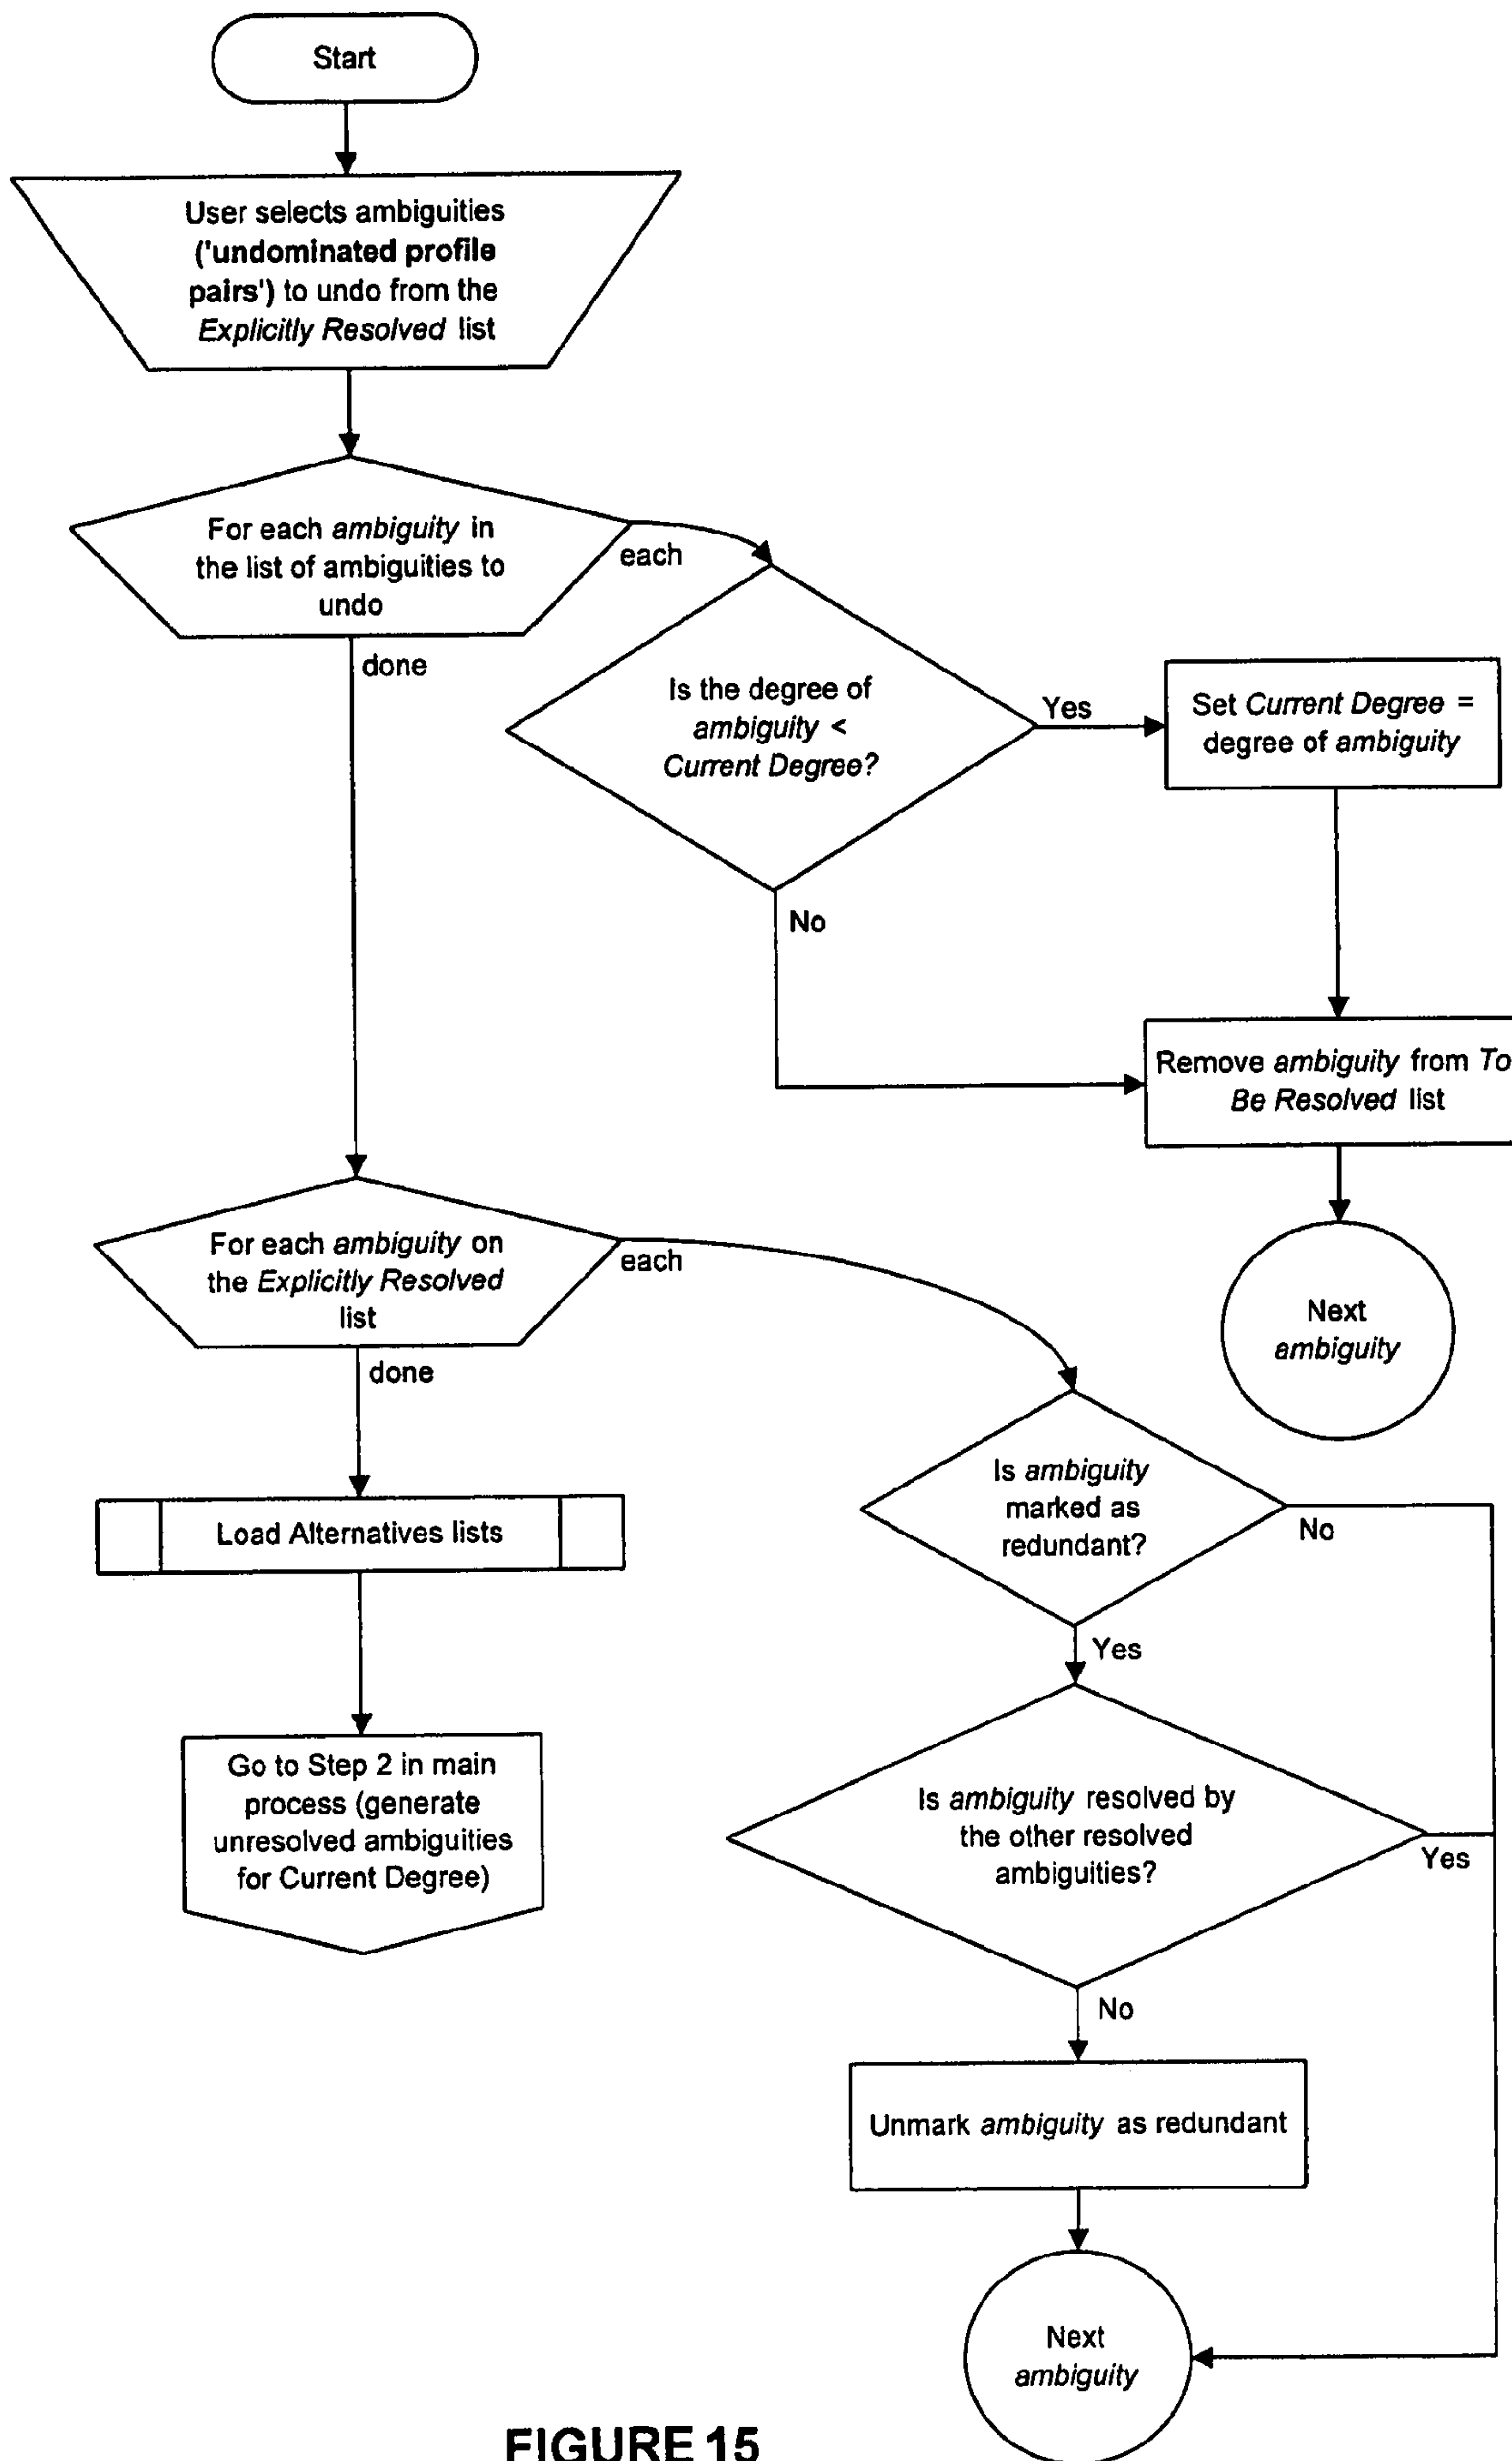 Start
User selects ambiguities
('undominated profile
pairs') to undo from the
Explicitly Resolved list
For each ambiguity in
the list of ambiguities to
undo
each
done
Is the degree of
ambiguity <
Current Degree?
Yes
Set Current Degree =
degree of ambiguity
No
Remove ambiguity from To
Be Resolved list
Next
ambiguity
For each ambiguity on
the Explicitly Resolved
list
each
done
Is ambiguity
marked as
redundant?
No
Yes
Load Alternatives lists
Go to Step 2 in main
process (generate
unresolved ambiguities
for Current Degree)
Is ambiguity resolved by
the other resolved
ambiguities?
Yes
No
Unmark ambiguity as redundant
Next
ambiguity
FIGURE 15